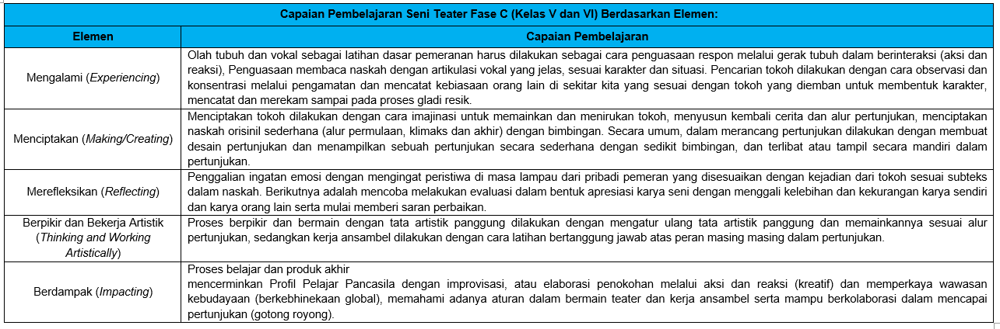 Capaian Pembelajaran Seni Teater Fase C (Kelas V dan VI) Berdasarkan Elemen:
Elemen
Capaian Pembelajaran
Mengalami (Experiencing)
Olah tubuh dan vokal sebagai latihan dasar pemeranan harus dilakukan sebagai cara penguasaan respon melalui gerak tubuh dalam berinteraksi (aksi dan
reaksi), Penguasaan membaca naskah dengan artikulasi vokal yang jelas, sesuai karakter dan situasi. Pencarian tokoh dilakukan dengan cara observasi dan
konsentrasi melalui pengamatan dan mencatat kebiasaan orang lain di sekitar kita yang sesuai dengan tokoh yang diemban untuk membentuk karakter,
mencatat dan merekam sampai pada proses gladi resik.
Menciptakan (Making/Creating)
Menciptakan tokoh dilakukan dengan cara imajinasi untuk memainkan dan menirukan tokoh, menyusun kembali cerita dan alur pertunjukan, menciptakan
naskah orisinil sederhana (alur permulaan, klimaks dan akhir) dengan bimbingan. Secara umum, dalam merancang pertunjukan dilakukan dengan membuat
desain pertunjukan dan menampilkan sebuah pertunjukan secara sederhana dengan sedikit bimbingan, dan terlibat atau tampil secara mandiri dalam
pertunjukan.
Merefleksikan (Reflecting)
Penggalian ingatan emosi dengan mengingat peristiwa di masa lampau dari pribadi pemeran yang disesuaikan dengan kejadian dari tokoh sesuai subteks
dalam naskah. Berikutnya adalah mencoba melakukan evaluasi dalam bentuk apresiasi karya seni dengan menggali kelebihan dan kekurangan karya sendiri
dan karya orang lain serta mulai memberi saran perbaikan.
Berpikir dan Bekerja Artistik
(Thinking and Working
Artistically)
Proses berpikir dan bermain dengan tata artistik panggung dilakukan dengan mengatur ulang tata artistik panggung dan memainkannya sesuai alur
pertunjukan, sedangkan kerja ansambel dilakukan dengan cara latihan bertanggung jawab atas peran masing masing dalam pertunjukan.
Berdampak (Impacting)
Proses belajar dan produk akhir
mencerminkan Profil Pelajar Pancasila dengan improvisasi, atau elaborasi penokohan melalui aksi dan reaksi (kreatif) dan memperkaya wawasan
kebudayaan (berkebhinekaan global), memahami adanya aturan dalam bermain teater dan kerja ansambel serta mampu berkolaborasi dalam mencapai
pertunjukan (gotong royong).